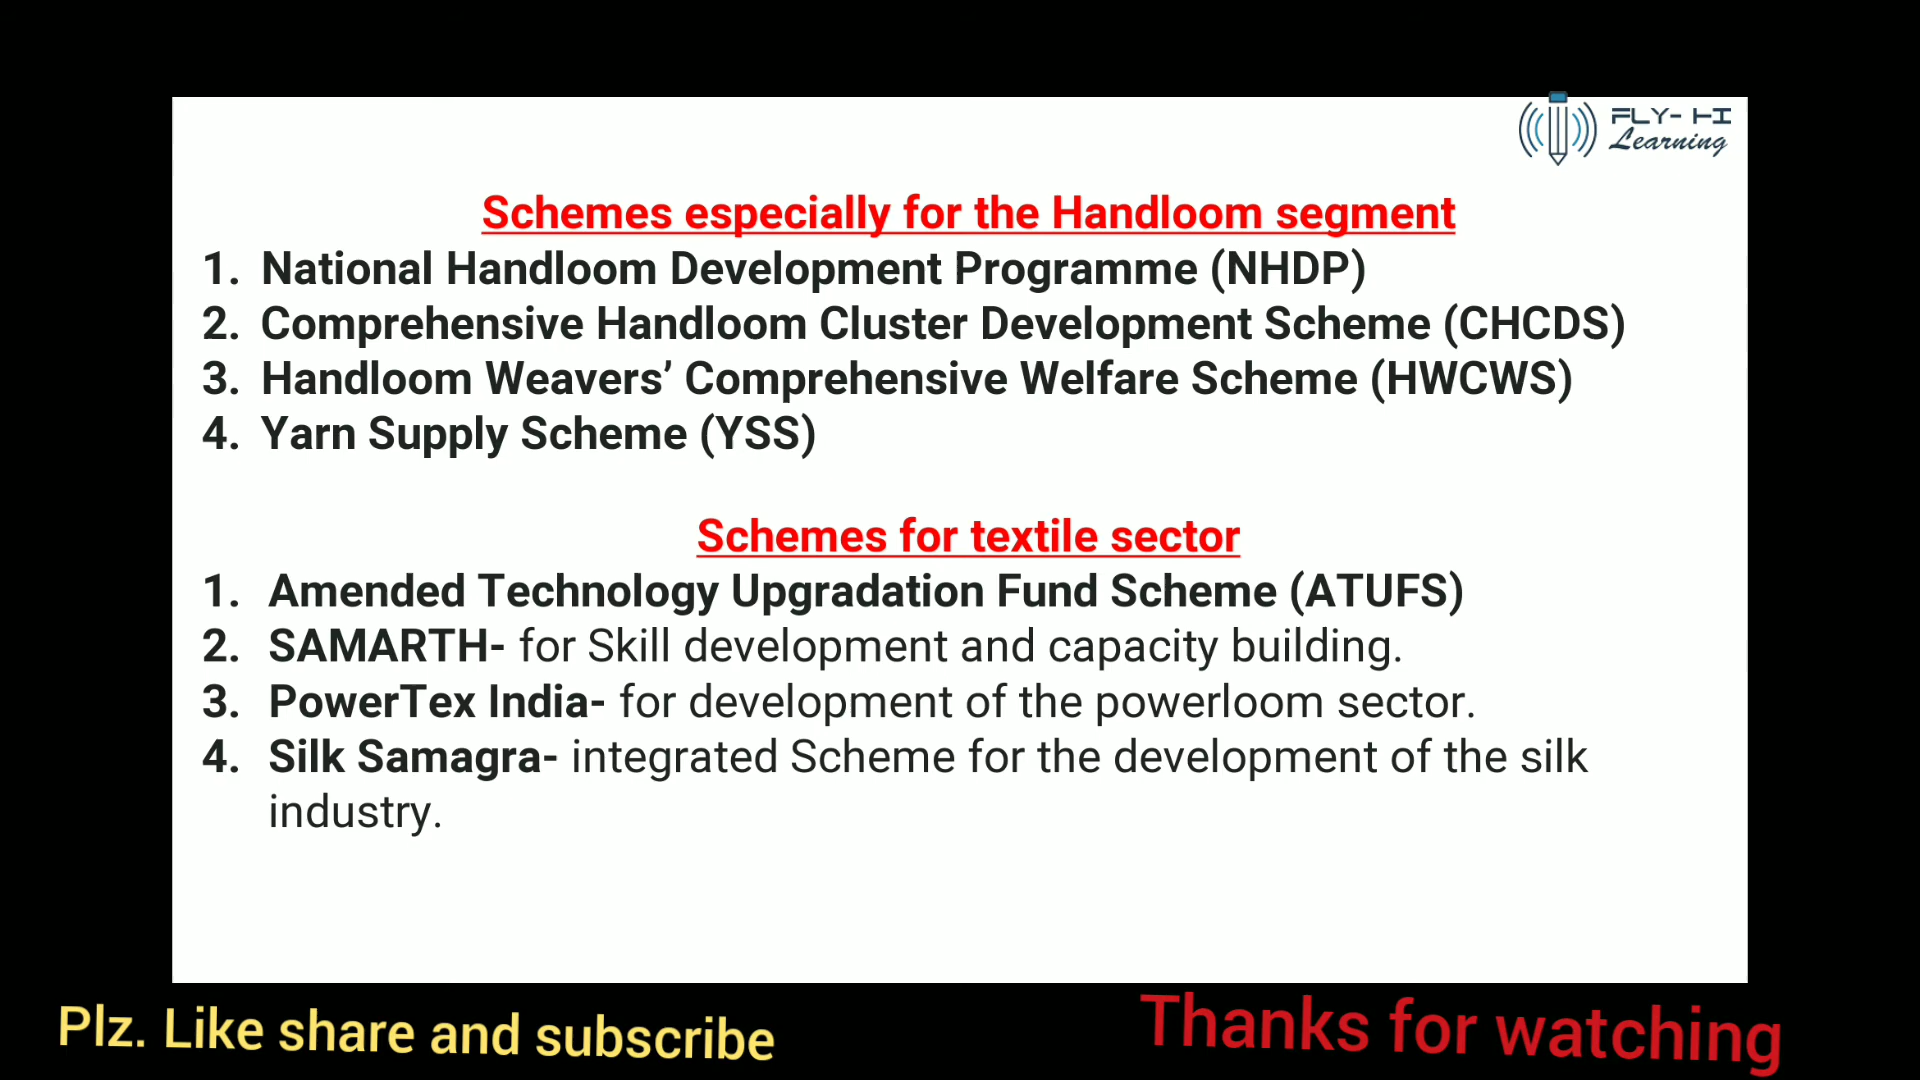 FLY-HI
Learning
Schemes especially for the Handloom segment
1. National Handloom Development Programme (NHDP)
2. Comprehensive Handloom Cluster Development Scheme (CHCDS)
3. Handloom Weavers’ Comprehensive Welfare Scheme (HWCWS)
4. Yarn Supply Scheme (YSS)
Schemes for textile sector
1. Amended Technology Upgradation Fund Scheme (ATUFS)
2. SAMARTH- for Skill development and capacity building.
3. PowerTex India- for development of the powerloom sector.
4. Silk Samagra- integrated Scheme for the development of the silk
industry.
Plz. Like share and subscribe
Thanks for watching